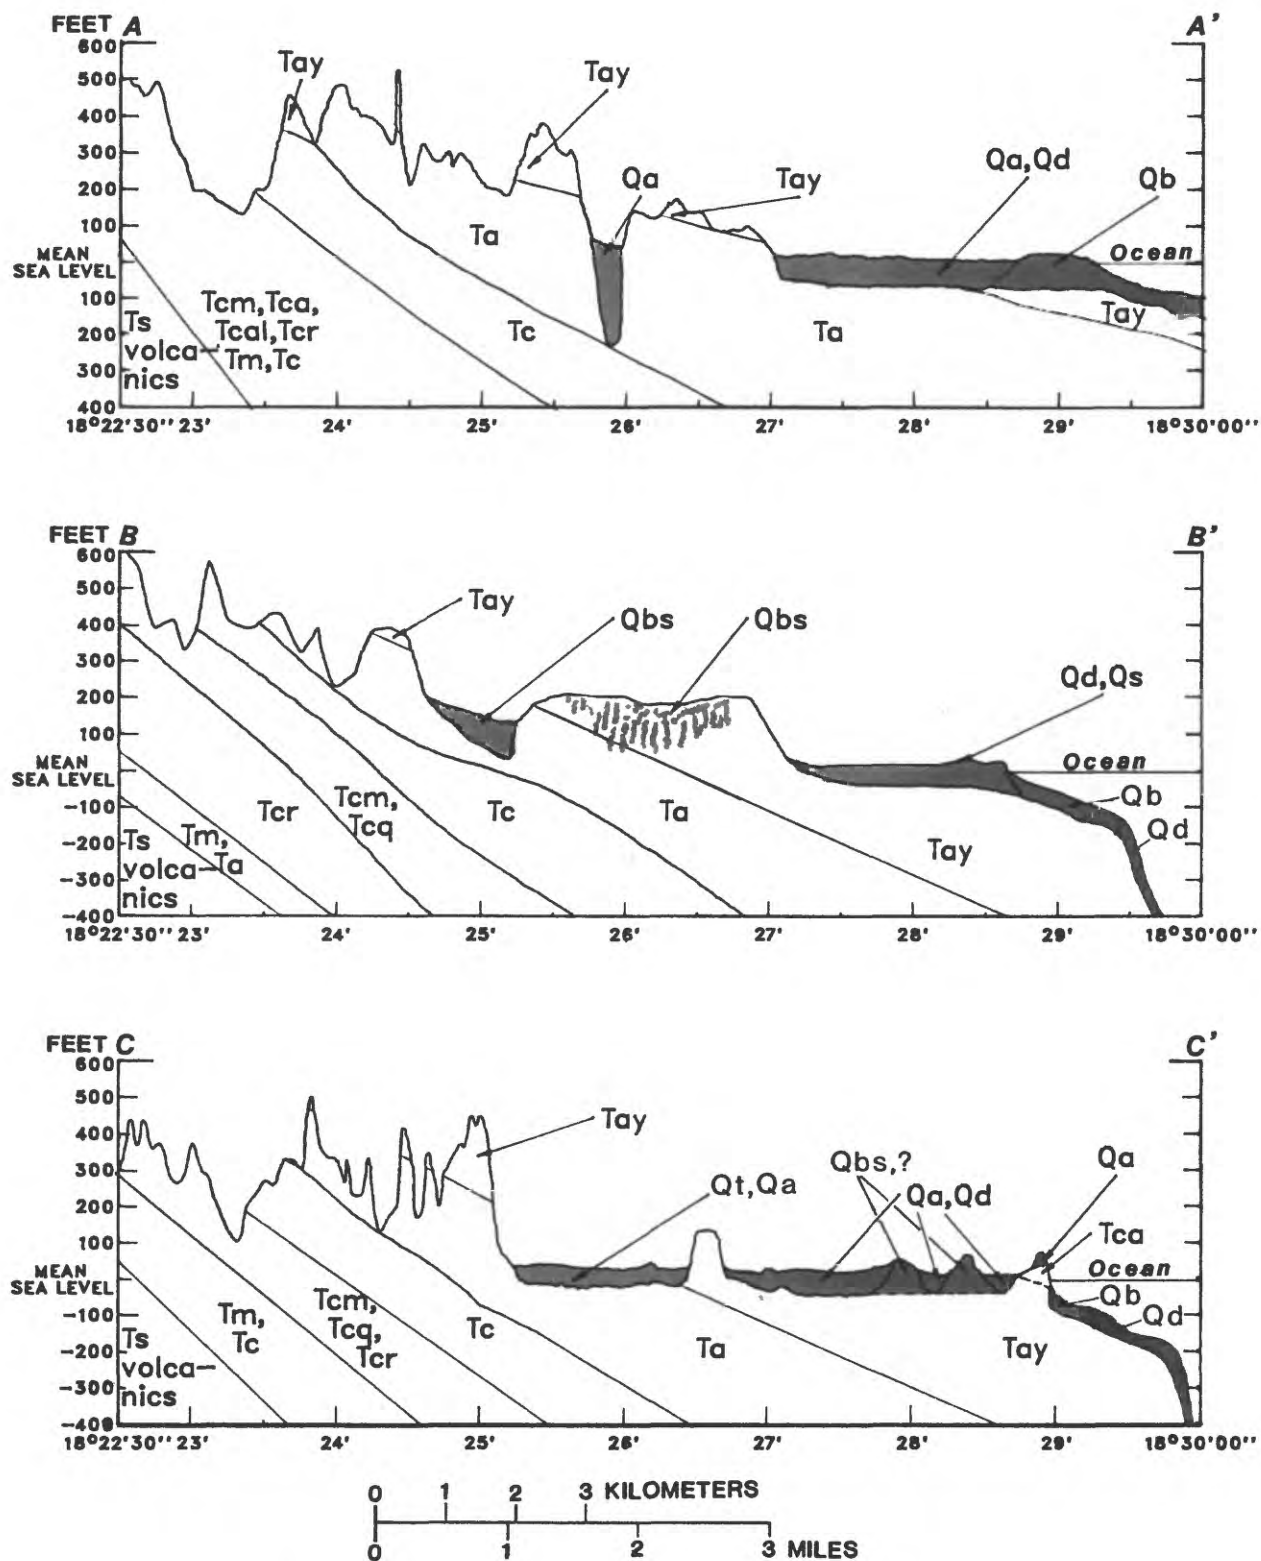 FEET A
A'
600
500
400
300
200
100
MEAN
SEA LEVEL
100
200
300
400
Tay
Tay
Qa
Tay
Qa,Qd
Qb
Ocean
Ta
Tay
Tc
Ta
Tcm,Tca,
Tcal,Tcr
Tm,Tc
Ts
volca-
nics
18°22'30" 23' 24' 25' 26' 27' 28' 29' 18°30'00"
FEET B
B'
600
500
400
300
200
100
MEAN
SEA LEVEL
-100
-200
-300
-400
Tay
Qbs
Qbs
Qd,Qs
Ocean
Qb
Qd
Tcr
Tcm,
Tcq
Tc
Ta
Tay
Tm,
Ta
Ts
volca-
nics
18°22'30" 23' 24' 25' 26' 27' 28' 29' 18°30'00"
FEET C
C'
600
500
400
300
200
100
MEAN
SEA LEVEL
-100
-200
-300
-409
Tay
Qt,Qa
Qbs,?
Qa,Qd
Qa
Tca
Ocean
Qb
Qd
Tm,
Tc
Tcm,
Tcq,
Tcr
Tc
Ta
Tay
Ts
volca-
nics
18°22'30" 23' 24' 25' 26' 27' 28' 29' 18°30'00"
0 1 2 3 KILOMETERS
0 1 2 3 MILES